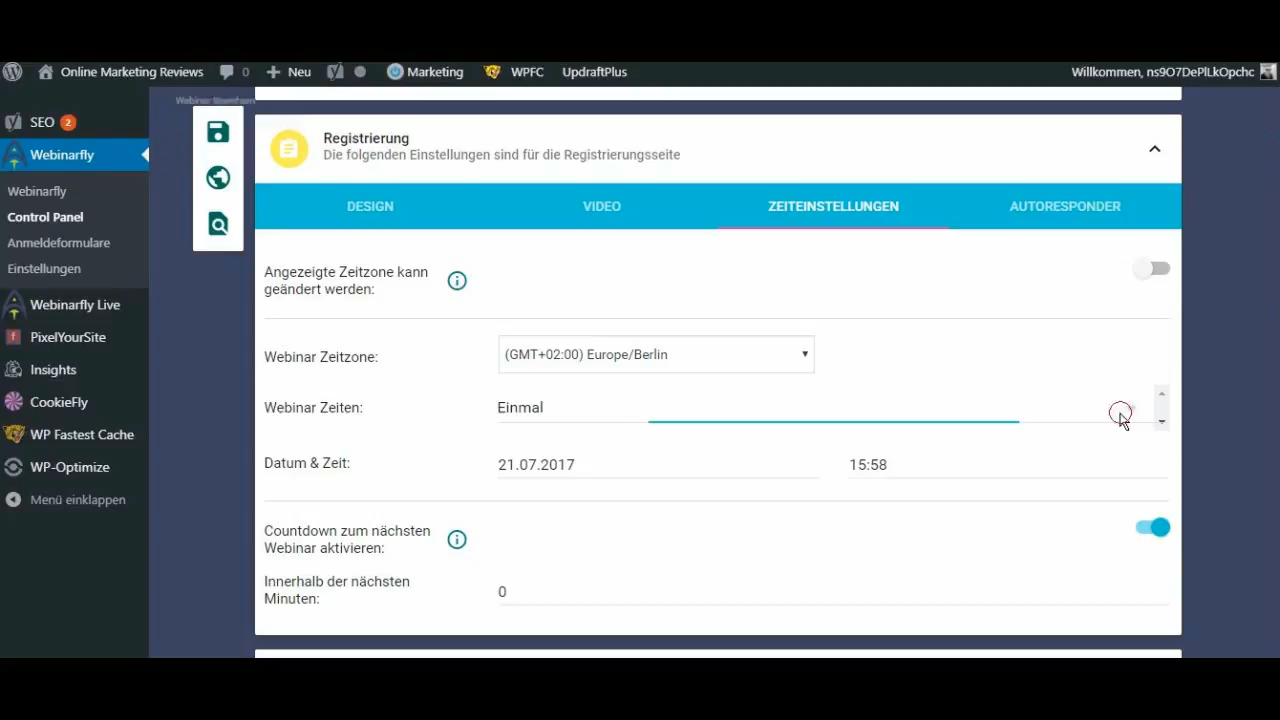 Online Marketing Reviews
0
Neu
Marketing
WPFC
UpdraftPlus
Willkommen, ns9O7DePlLkOpchc
SEO 2
Webinarfly
Webinarfly
Control Panel
Anmeldeformulare
Einstellungen
Webinarfly Live
PixelYourSite
Insights
CookieFly
WP Fastest Cache
WP-Optimize
Menü einklappen
Registrierung
Die folgenden Einstellungen sind für die Registrierungsseite
DESIGN
VIDEO
ZEITEINSTELLUNGEN
AUTORESPONDER
Angezeigte Zeitzone kann
geändert werden:
Webinar Zeitzone:
(GMT+02:00) Europe/Berlin
Webinar Zeiten:
Einmal
Datum & Zeit:
21.07.2017
15:58
Countdown zum nächsten
Webinar aktivieren:
Innerhalb der nächsten
Minuten:
0